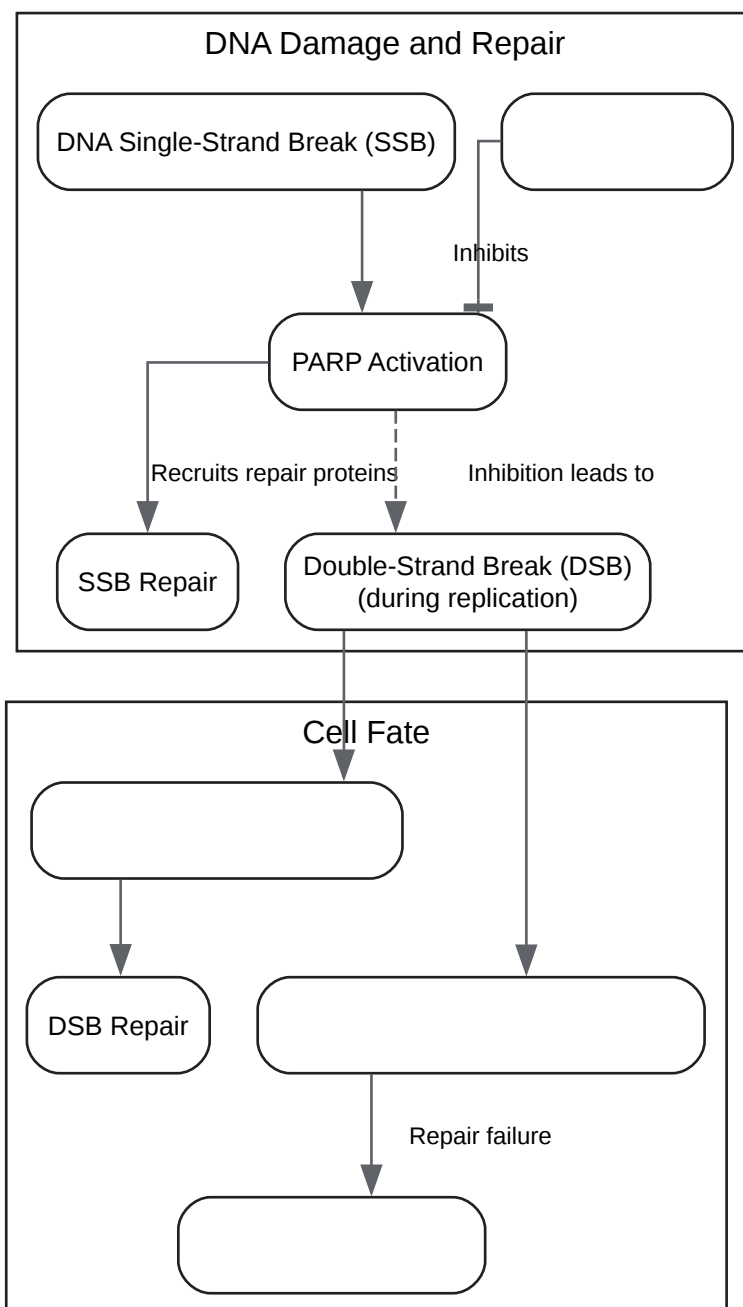 DNA Damage and Repair
DNA Single-Strand Break (SSB)
Inhibits
PARP Activation
Recruits repair proteins
Inhibition leads to
SSB Repair
Double-Strand Break (DSB)
(during replication)
Cell Fate
DSB Repair
Repair failure